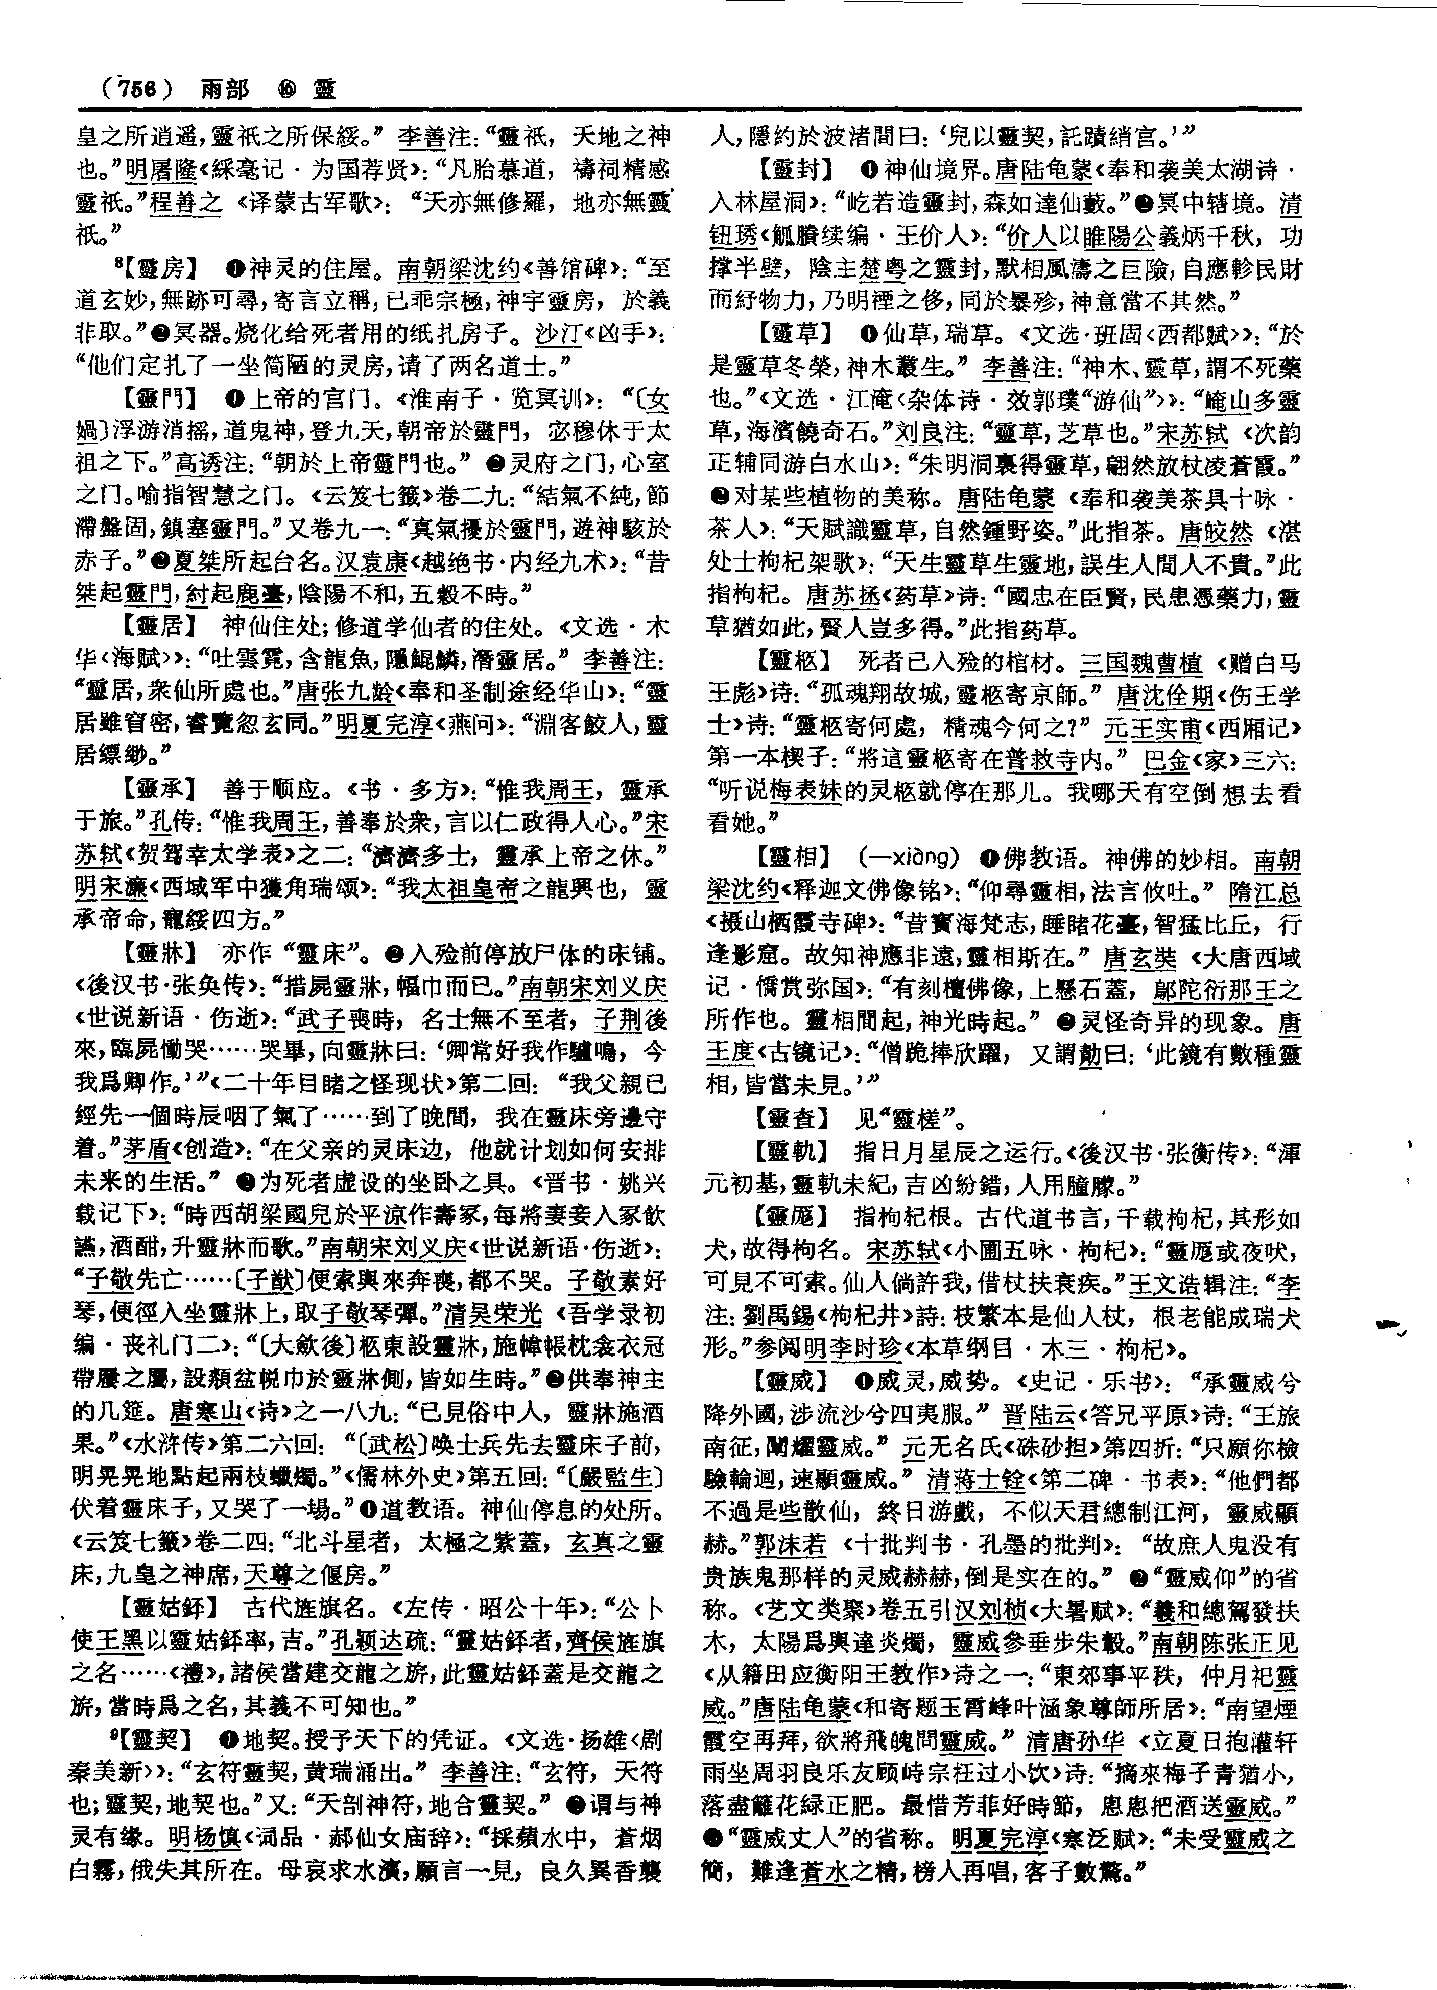 (756) 雨部 ⑯ 靈
皇之所逍遥，靈祇之所保綏。”李善注：“靈祇，天地之神
也。”明屠隆《綵毫记·为国荐贤》：“凡胎慕道，禱祠精感
靈祇。”程善之《译蒙古军歌》：“天亦無修羅，地亦無靈
祇。”
⁸【靈房】 ❶神灵的住屋。南朝梁沈约《善馆碑》：“至
道玄妙，無跡可尋，寄言立稱，已乖宗極，神宇靈房，於義
非取。”❷冥器。烧化给死者用的纸扎房子。沙汀《凶手》：
“他们定扎了一坐简陋的灵房，请了两名道士。”
【靈門】 ❶上帝的宫门。《淮南子·览冥训》：“〔女
媧〕浮游消摇，道鬼神，登九天，朝帝於靈門，宓穆休于太
祖之下。”高诱注：“朝於上帝靈門也。” ❷灵府之门，心室
之门。喻指智慧之门。《云笈七籤》卷二九：“結氣不純，節
滯盤固，鎮塞靈門。”又卷九一：“真氣擾於靈門，遊神駭於
赤子。”❸夏桀所起台名。汉袁康《越绝书·内经九术》：“昔
桀起靈門，紂起鹿臺，陰陽不和，五穀不時。”
【靈居】 神仙住处；修道学仙者的住处。《文选·木
华〈海赋〉》：“吐雲霓，含龍魚，隱鯤鱗，潛靈居。”李善注：
“靈居，衆仙所處也。”唐张九龄《奉和圣制途经华山》：“靈
居雖窅密，睿覽忽玄同。”明夏完淳《燕问》：“淵客鮫人，靈
居縹缈。”
【靈承】 善于顺应。《书·多方》：“惟我周王，靈承
于旅。”孔传：“惟我周王，善奉於衆，言以仁政得人心。”宋
苏轼《贺驾幸太学表》之二：“濟濟多士，靈承上帝之休。”
明宋濂《西域军中獲角瑞颂》：“我太祖皇帝之龍興也，靈
承帝命，寵綏四方。”
【靈牀】 亦作“靈床”。❶入殓前停放尸体的床铺。
《後汉书·张奂传》：“措屍靈牀，幅巾而已。”南朝宋刘义庆
《世说新语·伤逝》：“武子喪時，名士無不至者，子荆後
來，臨屍慟哭……哭畢，向靈牀曰：‘卿常好我作驢鳴，今
我爲卿作。’”《二十年目睹之怪现状》第二回：“我父親已
經先一個時辰咽了氣了……到了晚間，我在靈床旁邊守
着。”茅盾《创造》：“在父亲的灵床边，他就计划如何安排
未来的生活。” ❷为死者虚设的坐卧之具。《晋书·姚兴
载记下》：“時西胡梁國兒於平涼作壽冢，每將妻妾入冢飲
讌，酒酣，升靈牀而歌。”南朝宋刘义庆《世说新语·伤逝》：
“子敬先亡……〔子猷〕便索輿來奔喪，都不哭。子敬素好
琴，便徑入坐靈牀上，取子敬琴彈。”清吴荣光《吾学录初
编·丧礼门二》：“〔大歛後〕柩東設靈牀，施幃帳枕衾衣冠
帶屨之屬，設頮盆帨巾於靈牀側，皆如生時。”❸供奉神主
的几筵。唐寒山《诗》之一八九：“已見俗中人，靈牀施酒
果。”《水浒传》第二六回：“〔武松〕唤士兵先去靈床子前，
明晃晃地點起兩枝蠟燭。”《儒林外史》第五回：“〔嚴監生〕
伏着靈床子，又哭了一場。”❹道教语。神仙停息的处所。
《云笈七籤》卷二四：“北斗星者，太極之紫蓋，玄真之靈
床，九皇之神席，天尊之偃房。”
【靈姑銔】 古代旌旗名。《左传·昭公十年》：“公卜
使王黑以靈姑銔率，吉。”孔颖达疏：“靈姑銔者，齊侯旌旗
之名……《禮》，諸侯當建交龍之旂，此靈姑銔蓋是交龍之
旂，當時爲之名，其義不可知也。”
⁹【靈契】 ❶地契。授予天下的凭证。《文选·扬雄〈剧
秦美新〉》：“玄符靈契，黄瑞涌出。”李善注：“玄符，天符
也；靈契，地契也。”又：“天剖神符，地合靈契。” ❷谓与神
灵有缘。明杨慎《词品·郝仙女庙辞》：“採蘋水中，蒼烟
白霧，俄失其所在。母哀求水濱，願言一見，良久異香襲
人，隱約於波渚間曰：‘兒以靈契，託蹟綃宫。’”
【靈封】 ❶神仙境界。唐陆龟蒙《奉和袭美太湖诗·
入林屋洞》：“屹若造靈封，森如達仙藪。”❷冥中辖境。清
钮琇《觚賸续编·王价人》：“价人以睢陽公義炳千秋，功
撑半壁，陰主楚粤之靈封，默相風濤之巨險，自應軫民財
而紓物力，乃明禋之侈，同於暴殄，神意當不其然。”
【靈草】 ❶仙草，瑞草。《文选·班固〈西都赋〉》：“於
是靈草冬榮，神木叢生。”李善注：“神木、靈草，謂不死藥
也。”《文选·江淹〈杂体诗·效郭璞“游仙”〉》：“崦山多靈
草，海濱饒奇石。”刘良注：“靈草，芝草也。”宋苏轼《次韵
正辅同游白水山》：“朱明洞裏得靈草，翩然放杖凌蒼霞。”
❷对某些植物的美称。唐陆龟蒙《奉和袭美茶具十咏·
茶人》：“天賦識靈草，自然鍾野姿。”此指茶。唐皎然《湛
处士枸杞架歌》：“天生靈草生靈地，誤生人間人不貴。”此
指枸杞。唐苏拯《药草》诗：“國忠在臣賢，民患憑藥力，靈
草猶如此，賢人豈多得。”此指药草。
【靈柩】 死者已入殓的棺材。三国魏曹植《赠白马
王彪》诗：“孤魂翔故城，靈柩寄京師。” 唐沈佺期《伤王学
士》诗：“靈柩寄何處，精魂今何之？” 元王实甫《西厢记》
第一本楔子：“將這靈柩寄在普救寺内。” 巴金《家》三六：
“听说梅表妹的灵柩就停在那儿。我哪天有空倒想去看
看她。”
【靈相】 (—xiàng) ❶佛教语。神佛的妙相。南朝
梁沈约《释迦文佛像铭》：“仰尋靈相，法言攸吐。” 隋江总
《摄山栖霞寺碑》：“昔寶海梵志，睡睹花臺，智猛比丘，行
逢影窟。故知神應非遠，靈相斯在。” 唐玄奘《大唐西域
记·憍赏弥国》：“有刻檀佛像，上懸石蓋，鄔陀衍那王之
所作也。靈相間起，神光時起。” ❷灵怪奇异的现象。唐
王度《古镜记》：“僧跪捧欣躍，又謂勣曰：‘此鏡有數種靈
相，皆當未見。’”
【靈査】 见“靈槎”。
【靈軌】 指日月星辰之运行。《後汉书·张衡传》：“渾
元初基，靈軌未紀，吉凶紛錯，人用朣朦。”
【靈厖】 指枸杞根。古代道书言，千载枸杞，其形如
犬，故得枸名。宋苏轼《小圃五咏·枸杞》：“靈厖或夜吠，
可見不可索。仙人倘許我，借杖扶衰疾。”王文诰辑注：“李
注：劉禹錫《枸杞井》詩：枝繁本是仙人杖，根老能成瑞犬
形。”参阅明李时珍《本草纲目·木三·枸杞》。
【靈威】 ❶威灵，威势。《史记·乐书》：“承靈威兮
降外國，涉流沙兮四夷服。” 晋陆云《答兄平原》诗：“王旅
南征，闡燿靈威。” 元无名氏《硃砂担》第四折：“只願你檢
驗輪迴，速顯靈威。” 清蒋士铨《第二碑·书表》：“他們都
不過是些散仙，終日游戲，不似天君總制江河，靈威顯
赫。”郭沫若《十批判书·孔墨的批判》：“故庶人鬼没有
贵族鬼那样的灵威赫赫，倒是实在的。” ❷“靈威仰”的省
称。《艺文类聚》卷五引汉刘桢《大暑赋》：“羲和總駕發扶
木，太陽爲輿達炎燭，靈威參垂步朱轂。”南朝陈张正见
《从籍田应衡阳王教作》诗之一：“東郊事平秩，仲月祀靈
威。”唐陆龟蒙《和寄题玉霄峰叶涵象尊師所居》：“南望煙
霞空再拜，欲將飛魄問靈威。” 清唐孙华《立夏日抱灌轩
雨坐周羽良乐友顾峙宗枉过小饮》诗：“摘來梅子青猶小，
落盡籬花緑正肥。最惜芳菲好時節，悤悤把酒送靈威。”
❸“靈威丈人”的省称。明夏完淳《寒泛赋》：“未受靈威之
簡，難逢蒼水之精，榜人再唱，客子數驚。”